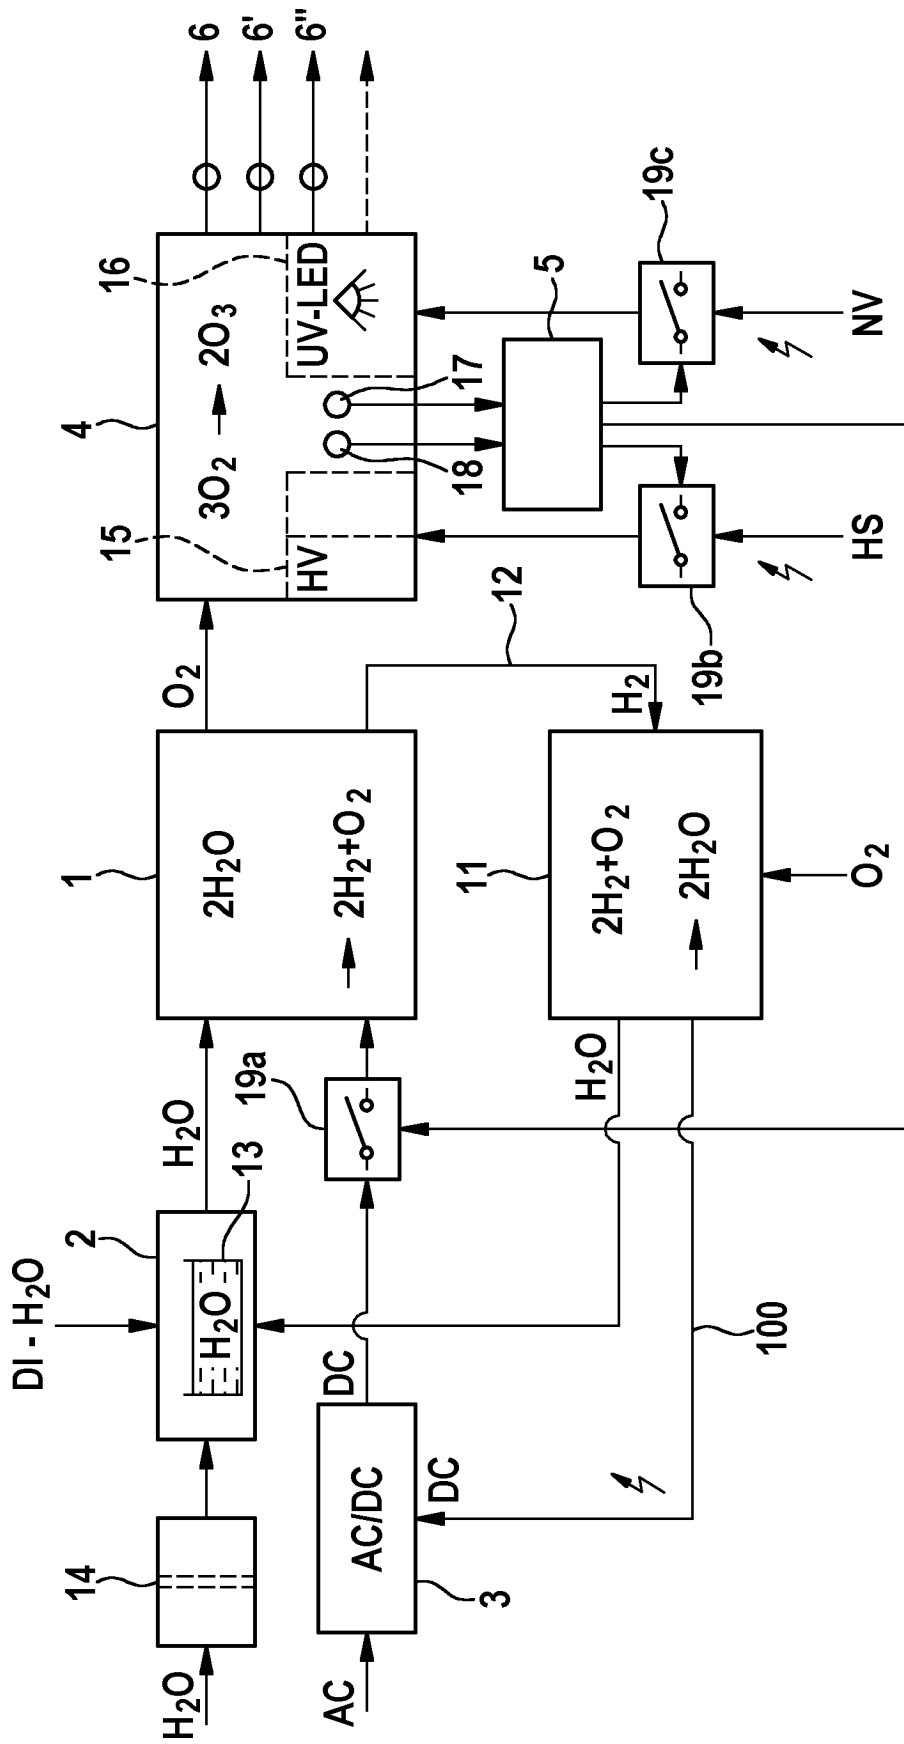 H₂O
14
DI - H₂O
2
H₂O
13
H₂O
AC
AC/DC
3
DC
DC
19a
1
2H₂O
2H₂+O₂
O₂
4
3O₂
2O₃
15
HV
16
UV-LED
17
18
6
6'
6"
5
19b
19c
HS
NV
12
H₂
11
2H₂+O₂
2H₂O
O₂
H₂O
100